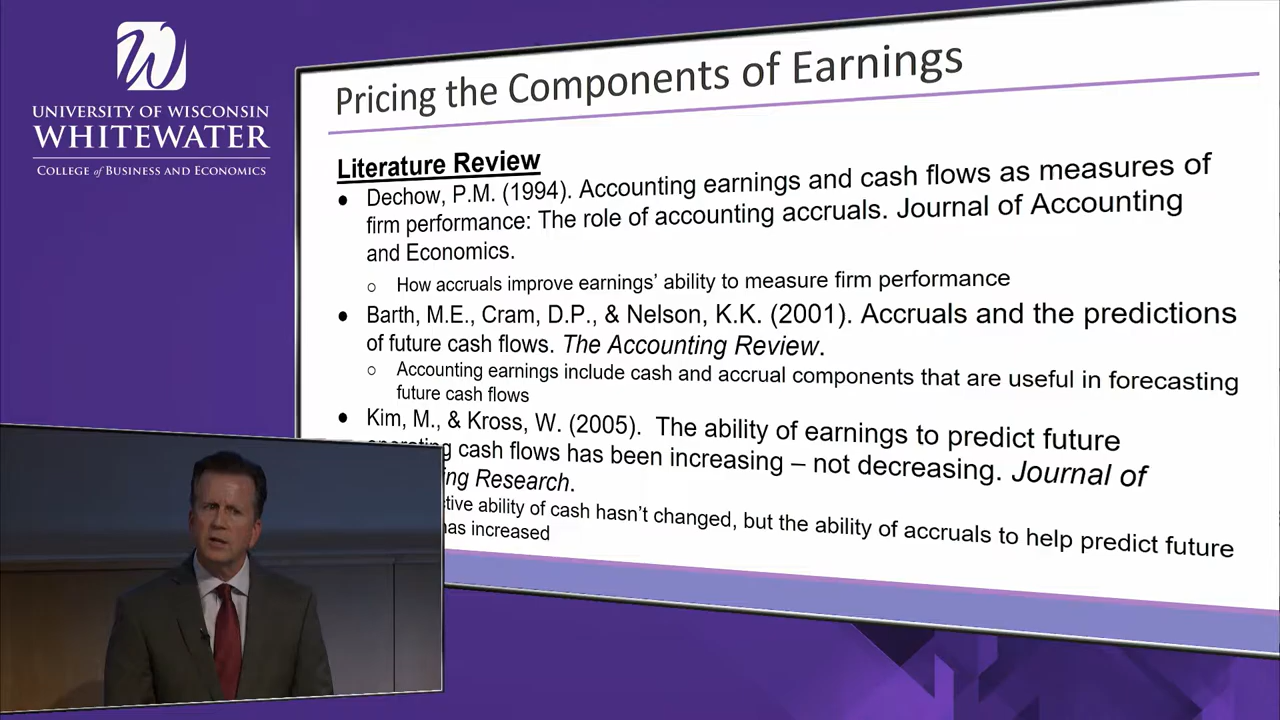 W
UNIVERSITY OF WISCONSIN
WHITEWATER
COLLEGE of BUSINESS AND ECONOMICS
Pricing the Components of Earnings
Literature Review
● Dechow, P.M. (1994). Accounting earnings and cash flows as measures of
firm performance: The role of accounting accruals. Journal of Accounting
and Economics.
○ How accruals improve earnings' ability to measure firm performance
● Barth, M.E., Cram, D.P., & Nelson, K.K. (2001). Accruals and the predictions
of future cash flows. The Accounting Review.
○ Accounting earnings include cash and accrual components that are useful in forecasting
future cash flows
● Kim, M., & Kross, W. (2005). The ability of earnings to predict future
cash flows has been increasing – not decreasing. Journal of
Research.
ability of cash hasn't changed, but the ability of accruals to help predict future
has increased